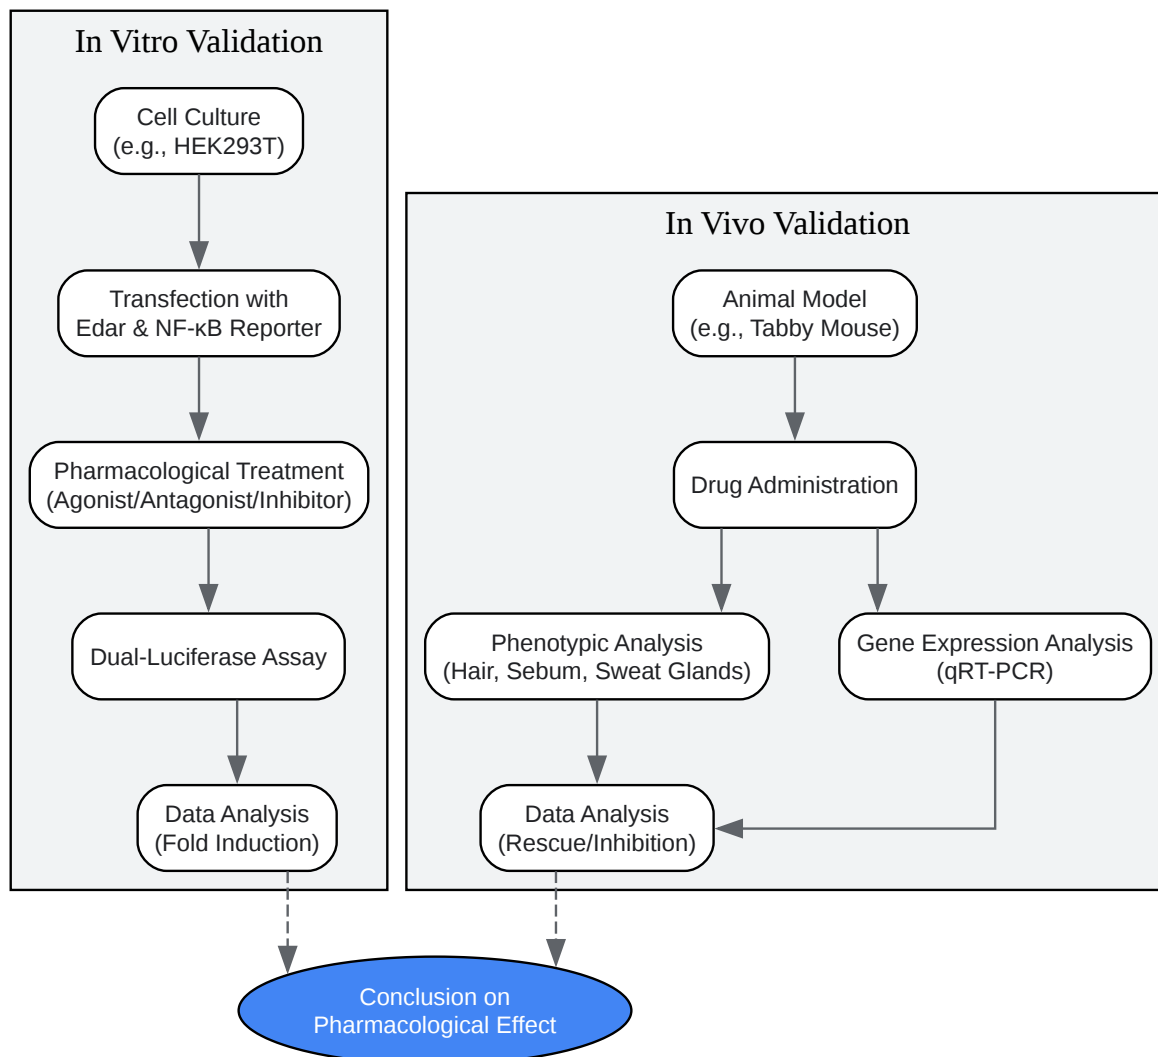 In Vitro Validation
Cell Culture
(e.g., HEK293T)
Transfection with
Edar & NF-κB Reporter
Pharmacological Treatment
(Agonist/Antagonist/Inhibitor)
Dual-Luciferase Assay
Data Analysis
(Fold Induction)
In Vivo Validation
Animal Model
(e.g., Tabby Mouse)
Drug Administration
Phenotypic Analysis
(Hair, Sebum, Sweat Glands)
Gene Expression Analysis
(qRT-PCR)
Data Analysis
(Rescue/Inhibition)
Conclusion on
Pharmacological Effect